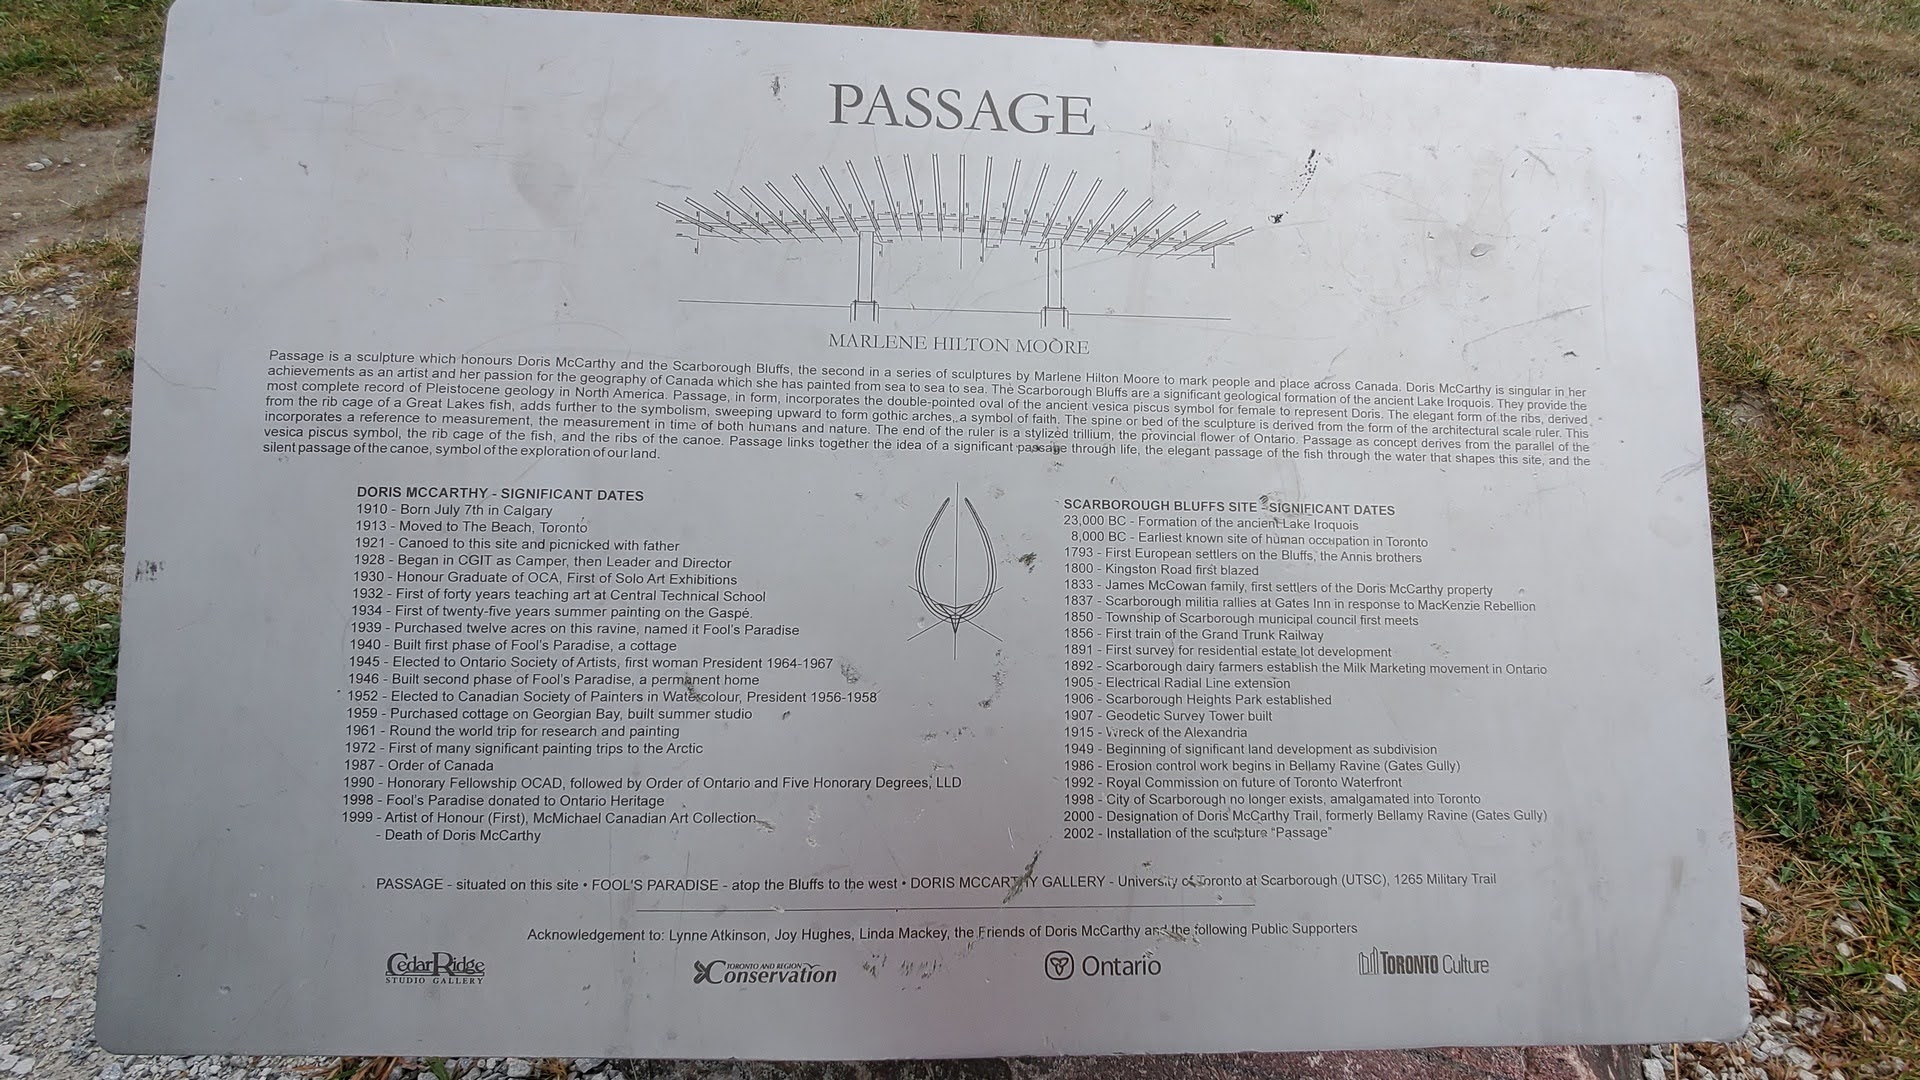 PASSAGE
MARLENE HILTON MOORE
Passage is a sculpture which honours Doris McCarthy and the Scarborough Bluffs, the second in a series of sculptures by Marlene Hilton Moore to mark people and place across Canada. Doris McCarthy is singular in her
achievements as an artist and her passion for the geography of Canada which she has painted from sea to sea to sea. The Scarborough Bluffs are a significant geological formation of the ancient Lake Iroquois. They provide the
most complete record of Pleistocene geology in North America. Passage, in form, incorporates the double-pointed oval of the ancient vesica piscus symbol for female to represent Doris. The elegant form of the ribs, derived
from the rib cage of a Great Lakes fish, adds further to the symbolism, sweeping upward to form gothic arches, a symbol of faith. The spine or bed of the sculpture is derived from the form of the architectural scale ruler. This
incorporates a reference to measurement, the measurement in time of both humans and nature. The end of the ruler is a stylized trillium, the provincial flower of Ontario. Passage as concept derives from the parallel of the
vesica piscus symbol, the rib cage of the fish, and the ribs of the canoe. Passage links together the idea of a significant passage through life, the elegant passage of the fish through the water that shapes this site, and the
silent passage of the canoe, symbol of the exploration of our land.
DORIS MCCARTHY - SIGNIFICANT DATES
1910 - Born July 7th in Calgary
1913 - Moved to The Beach, Toronto
1921 - Canoed to this site and picnicked with father
1928 - Began in CGIT as Camper, then Leader and Director
1930 - Honour Graduate of OCA, First of Solo Art Exhibitions
1932 - First of forty years teaching art at Central Technical School
1934 - First of twenty-five years summer painting on the Gaspé.
1939 - Purchased twelve acres on this ravine, named it Fool's Paradise
1940 - Built first phase of Fool's Paradise, a cottage
1945 - Elected to Ontario Society of Artists, first woman President 1964-1967
1946 - Built second phase of Fool's Paradise, a permanent home
1952 - Elected to Canadian Society of Painters in Watercolour, President 1956-1958
1959 - Purchased cottage on Georgian Bay, built summer studio
1961 - Round the world trip for research and painting
1972 - First of many significant painting trips to the Arctic
1987 - Order of Canada
1990 - Honorary Fellowship OCAD, followed by Order of Ontario and Five Honorary Degrees, LLD
1998 - Fool's Paradise donated to Ontario Heritage
1999 - Artist of Honour (First), McMichael Canadian Art Collection
- Death of Doris McCarthy
SCARBOROUGH BLUFFS SITE - SIGNIFICANT DATES
23,000 BC - Formation of the ancient Lake Iroquois
8,000 BC - Earliest known site of human occupation in Toronto
1793 - First European settlers on the Bluffs, the Annis brothers
1800 - Kingston Road first blazed
1833 - James McCowan family, first settlers of the Doris McCarthy property
1837 - Scarborough militia rallies at Gates Inn in response to MacKenzie Rebellion
1850 - Township of Scarborough municipal council first meets
1856 - First train of the Grand Trunk Railway
1891 - First survey for residential estate lot development
1892 - Scarborough dairy farmers establish the Milk Marketing movement in Ontario
1905 - Electrical Radial Line extension
1906 - Scarborough Heights Park established
1907 - Geodetic Survey Tower built
1915 - Wreck of the Alexandria
1949 - Beginning of significant land development as subdivision
1986 - Erosion control work begins in Bellamy Ravine (Gates Gully)
1992 - Royal Commission on future of Toronto Waterfront
1998 - City of Scarborough no longer exists, amalgamated into Toronto
2000 - Designation of Doris McCarthy Trail, formerly Bellamy Ravine (Gates Gully)
2002 - Installation of the sculpture "Passage"
PASSAGE - situated on this site • FOOL'S PARADISE - atop the Bluffs to the west • DORIS MCCARTHY GALLERY - University of Toronto at Scarborough (UTSC), 1265 Military Trail
Acknowledgement to: Lynne Atkinson, Joy Hughes, Linda Mackey, the Friends of Doris McCarthy and the following Public Supporters
CedarRidge
STUDIO GALLERY
TORONTO AND REGION
Conservation
Ontario
TORONTO Culture